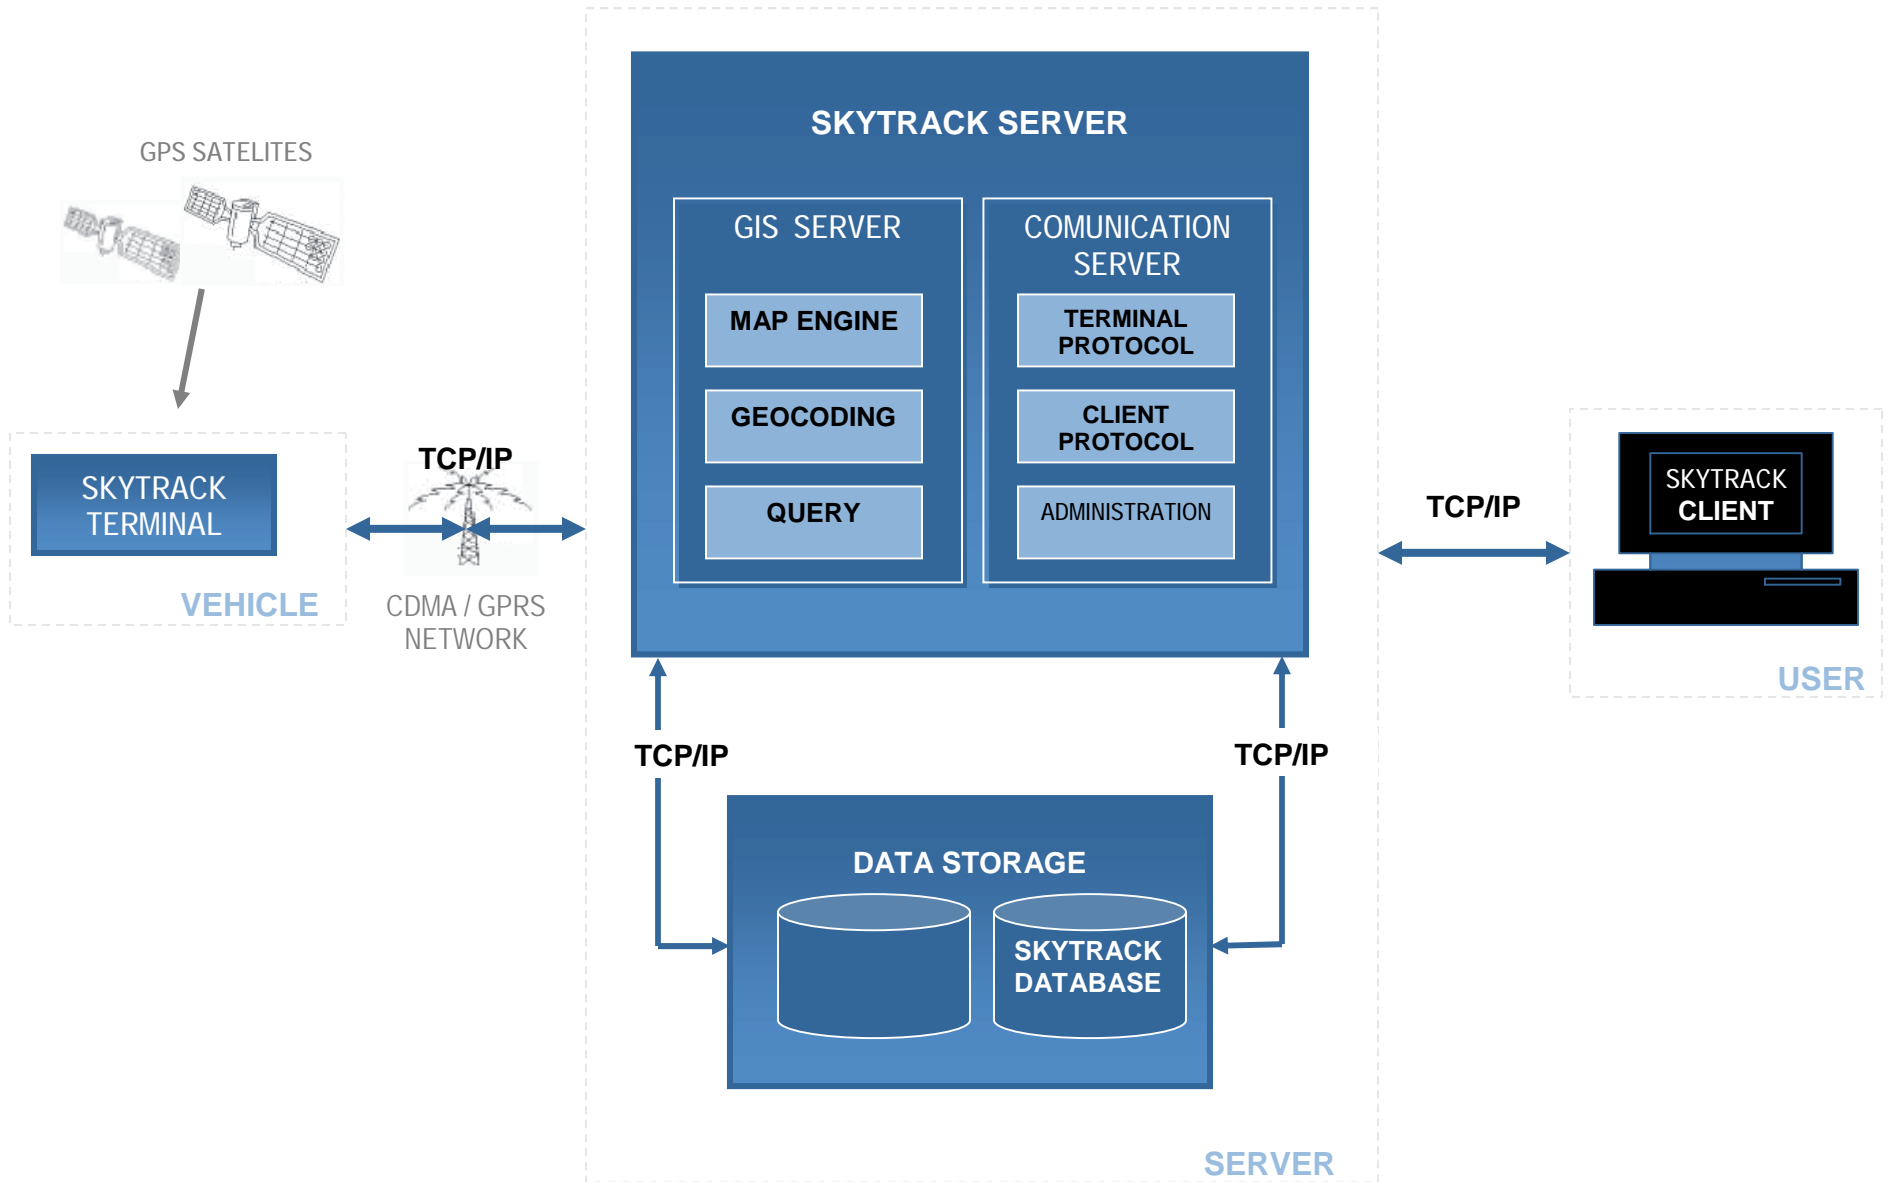 SKYTRACK SERVER
GPS SATELITES
GIS SERVER
COMUNICATION
SERVER
MAP ENGINE
TERMINAL
PROTOCOL
GEOCODING
CLIENT
PROTOCOL
QUERY
ADMINISTRATION
TCP/IP
SKYTRACK
TERMINAL
VEHICLE
CDMA / GPRS
NETWORK
TCP/IP
SKYTRACK
CLIENT
USER
TCP/IP
TCP/IP
DATA STORAGE
SKYTRACK
DATABASE
SERVER